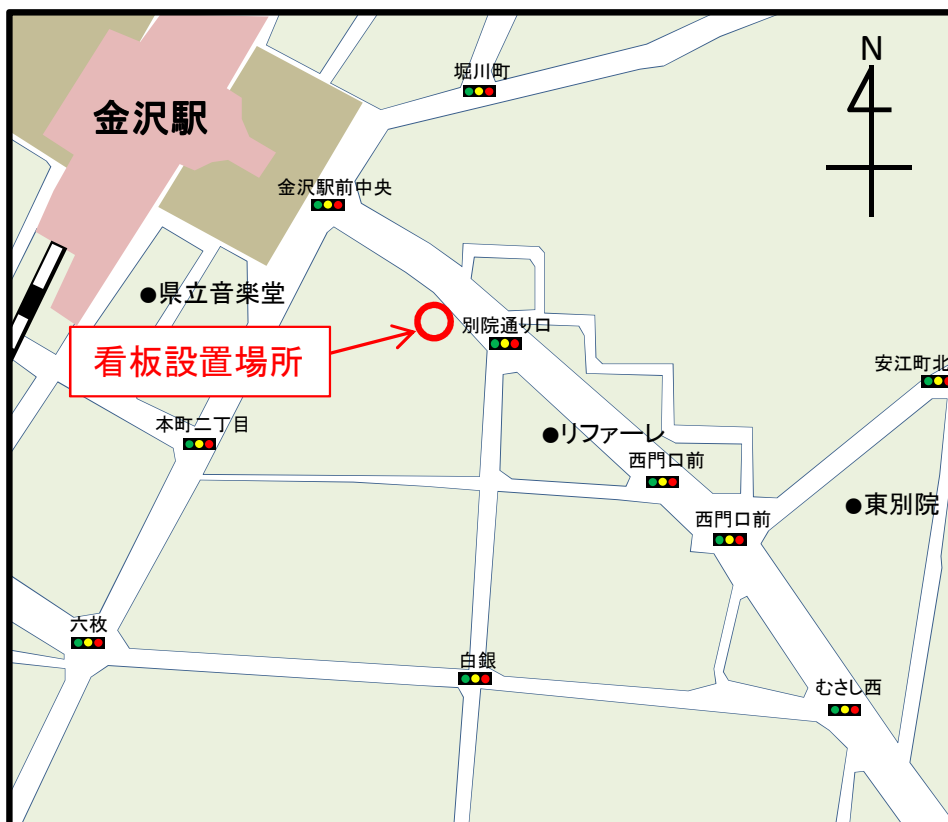 N
堀川町
金沢駅
金沢駅前中央
●県立音楽堂
別院通り口
看板設置場所
安江町北
本町二丁目
●リファーレ
西門口前
●東別院
西門口前
六枚
白銀
むさし西